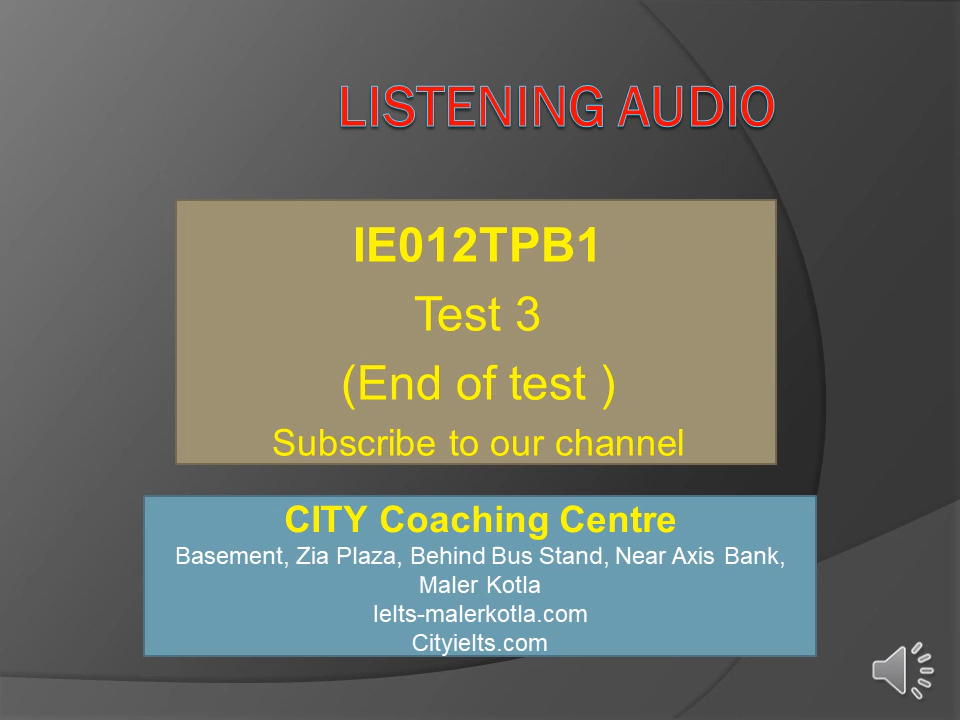 LISTENING AUDIO
IE012TPB1
Test 3
(End of test )
Subscribe to our channel
CITY Coaching Centre
Basement, Zia Plaza, Behind Bus Stand, Near Axis Bank,
Maler Kotla
Ielts-malerkotla.com
Cityielts.com